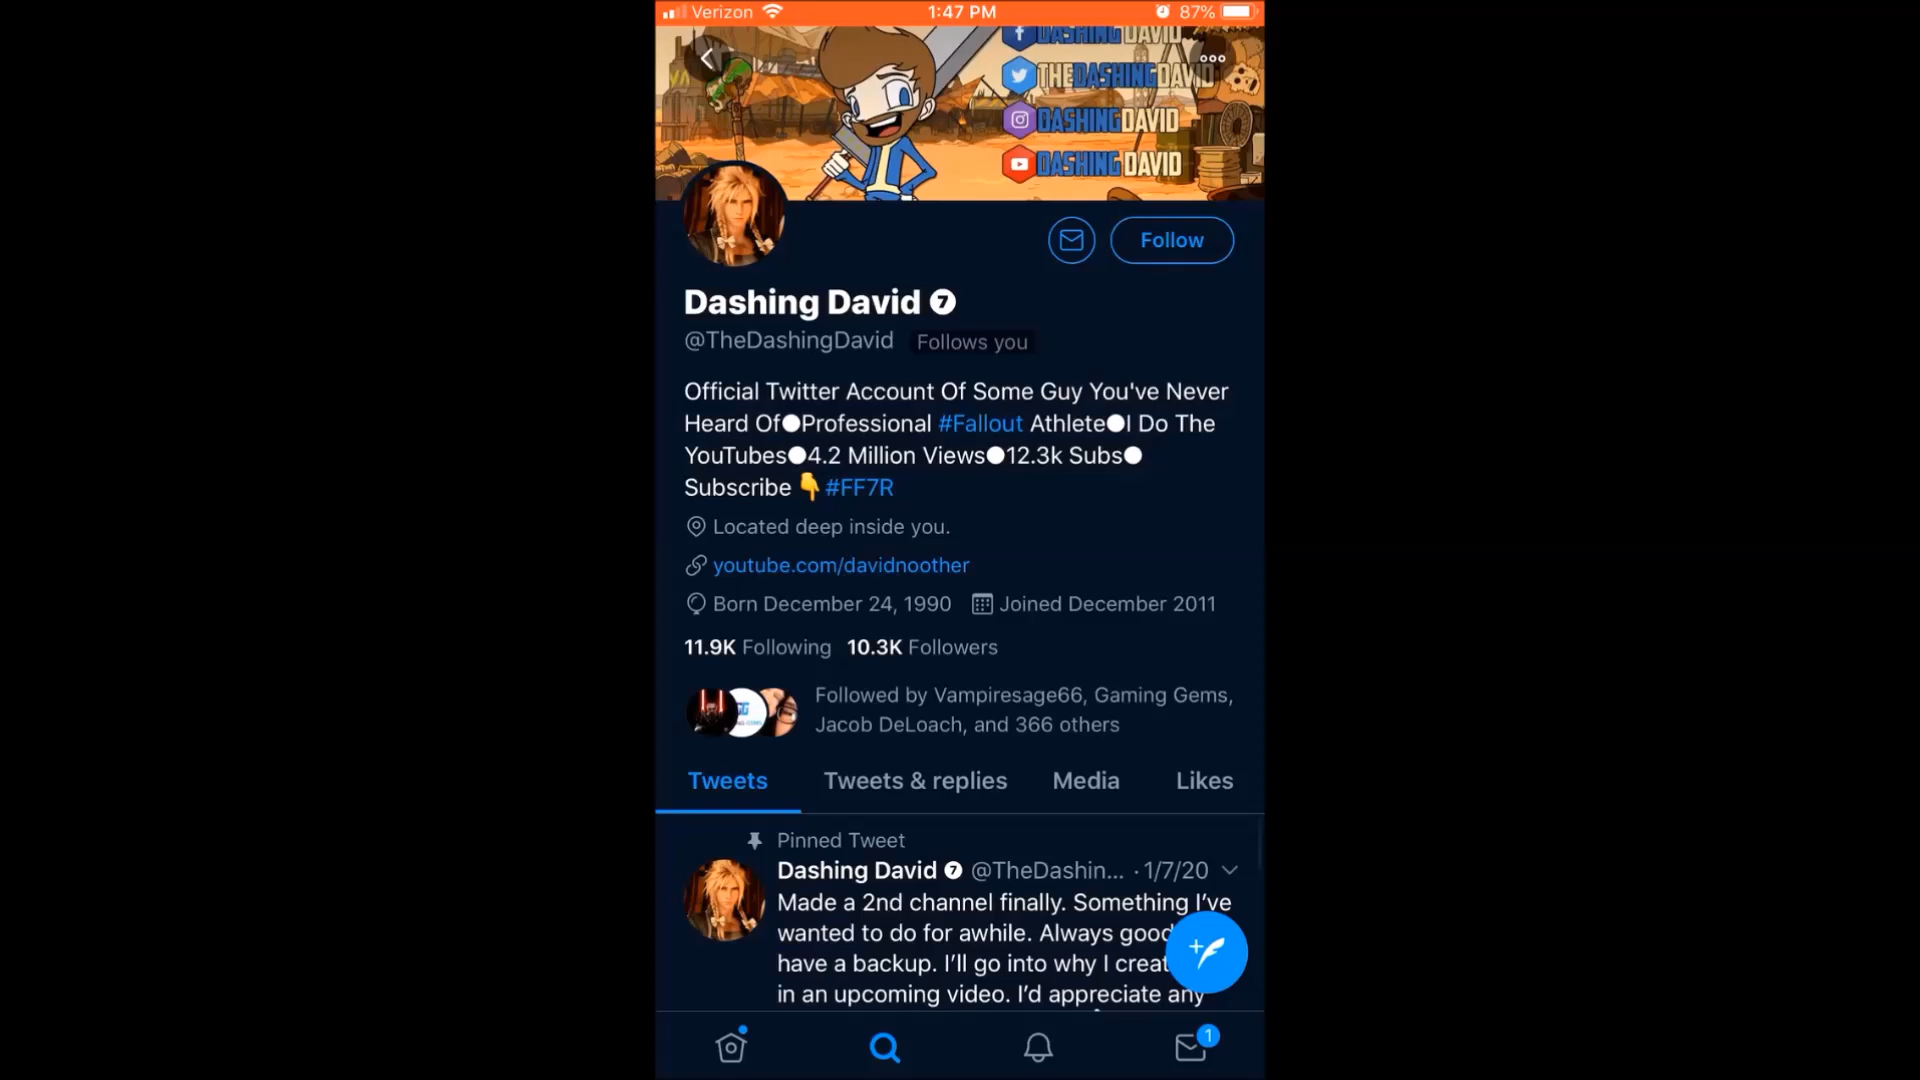 Verizon 1:47 PM 87%
DASHING DAVID
THEDASHINGDAVID
DASHINGDAVID
DASHING DAVID
Follow
Dashing David 7
@TheDashingDavid Follows you
Official Twitter Account Of Some Guy You've Never
Heard Of●Professional #Fallout Athlete●I Do The
YouTubes●4.2 Million Views●12.3k Subs●
Subscribe 👇#FF7R
Located deep inside you.
youtube.com/davidnoother
Born December 24, 1990 Joined December 2011
11.9K Following 10.3K Followers
Followed by Vampiresage66, Gaming Gems,
Jacob DeLoach, and 366 others
Tweets Tweets & replies Media Likes
Pinned Tweet
Dashing David 7 @TheDashin... · 1/7/20
Made a 2nd channel finally. Something I've
wanted to do for awhile. Always good
have a backup. I'll go into why I creat
in an upcoming video. I'd appreciate any
1